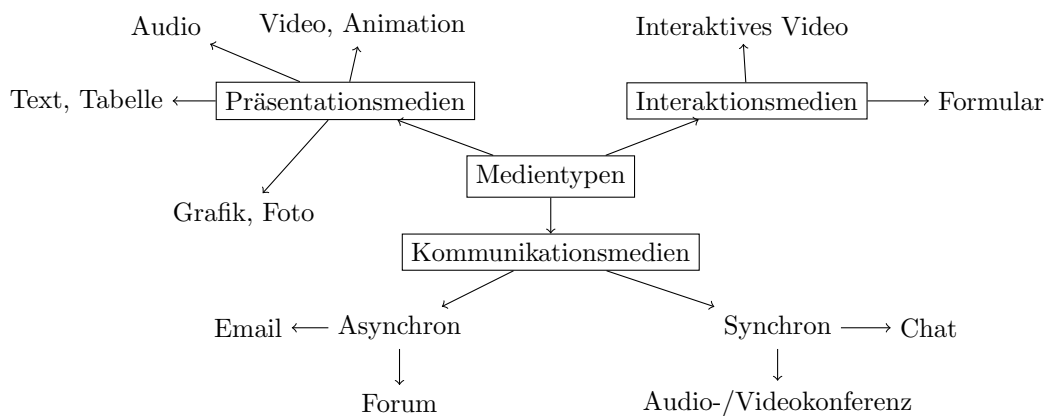 Audio
Video, Animation
Interaktives Video
Text, Tabelle
Präsentationsmedien
Interaktionsmedien
Formular
Medientypen
Grafik, Foto
Kommunikationsmedien
Email
Asynchron
Synchron
Chat
Forum
Audio-/Videokonferenz